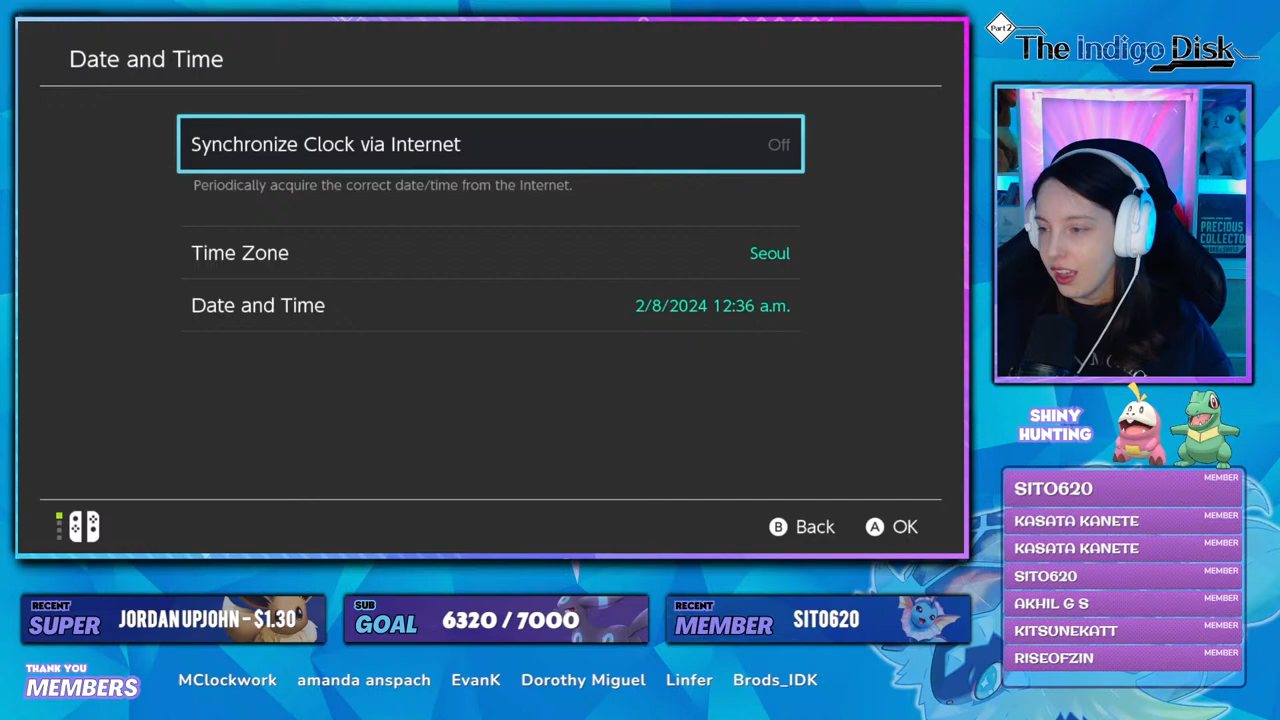 Date and Time
Synchronize Clock via Internet Off
Periodically acquire the correct date/time from the Internet.
Time Zone Seoul
Date and Time 2/8/2024 12:36 a.m.
B Back A OK
Part 2
The Indigo Disk
PRECIOUS
COLLECTO
SHINY
HUNTING
SITO620 MEMBER
KASATA KANETE MEMBER
KASATA KANETE MEMBER
SITO620 MEMBER
AKHIL G S MEMBER
KITSUNEKATT MEMBER
RISEOFZIN MEMBER
RECENT
SUPER
JORDAN UPJOHN - $1.30
SUB
GOAL
6320 / 7000
RECENT
MEMBER
SITO620
THANK YOU
MEMBERS
MClockwork amanda anspach EvanK Dorothy Miguel Linfer Brods_IDK